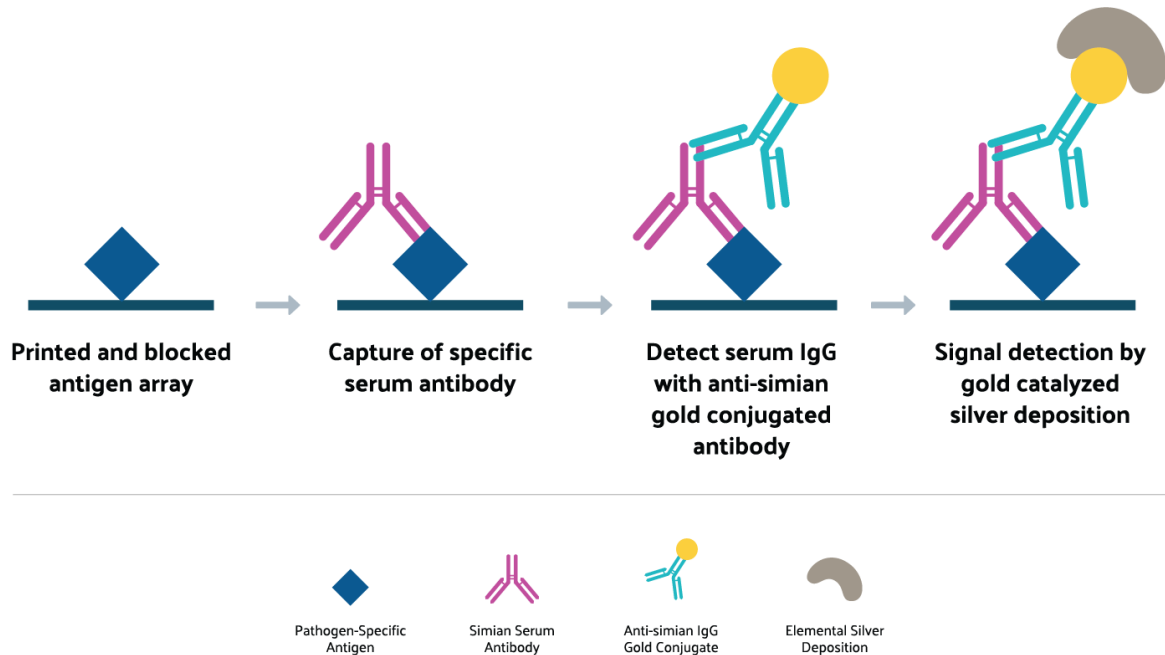 Printed and blocked
antigen array
Capture of specific
serum antibody
Detect serum IgG
with anti-simian
gold conjugated
antibody
Signal detection by
gold catalyzed
silver deposition
Pathogen-Specific
Antigen
Simian Serum
Antibody
Anti-simian IgG
Gold Conjugate
Elemental Silver
Deposition